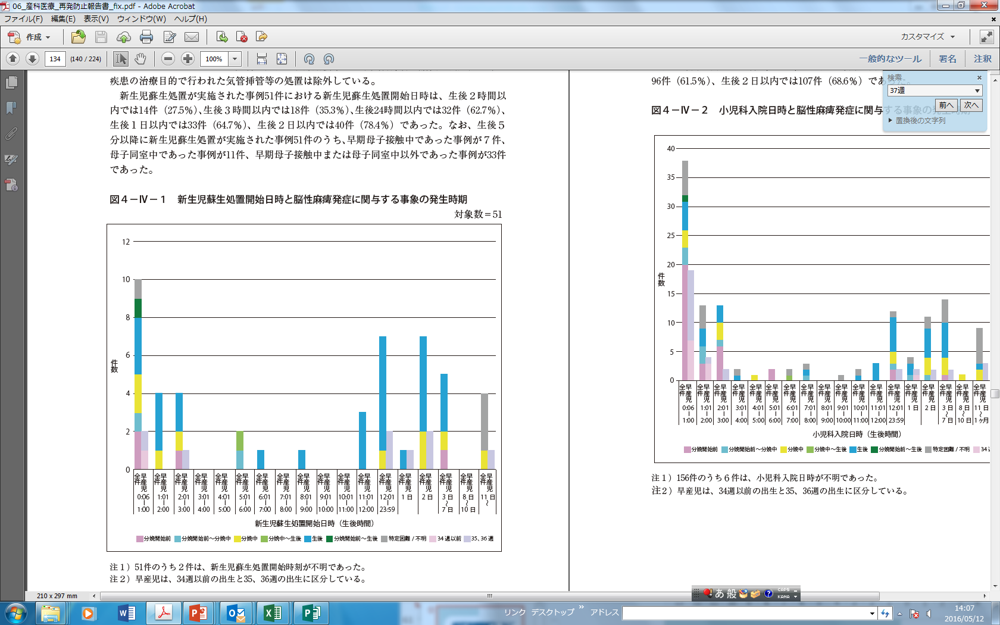 06_産科医療_再発防止報告書_fix.pdf - Adobe Acrobat
ファイル(F) 編集(E) 表示(V) ウィンドウ(W) ヘルプ(H)
作成
カスタマイズ
134 (140 / 224) 100%
一般的なツール 署名 注釈
疾患の治療目的で行われた気管挿管等の処置は除外している。
新生児蘇生処置が実施された事例51件における新生児蘇生処置開始日時は、生後２時間以
内では14件（27.5%）、生後３時間以内では18件（35.3%）、生後24時間以内では32件（62.7%）、
生後１日以内では33件（64.7%）、生後２日以内では40件（78.4%）であった。なお、生後５
分以降に新生児蘇生処置が実施された事例51件のうち、早期母子接触中であった事例が７件、
母子同室中であった事例が11件、早期母子接触中または母子同室中以外であった事例が33件
であった。
図４－Ⅳ－１ 新生児蘇生処置開始日時と脳性麻痺発症に関与する事象の発生時期
対象数＝51
12
10
8
6
件数
4
2
0
全件 早産児 全件 早産児 全件 早産児 全件 早産児 全件 早産児 全件 早産児 全件 早産児 全件 早産児 全件 早産児 全件 早産児 全件 早産児 全件 早産児 全件 早産児 全件 早産児 全件 早産児 全件 早産児 全件 早産児 全件 早産児
0:06－1:00 1:01－2:00 2:01－3:00 3:01－4:00 4:01－5:00 5:01－6:00 6:01－7:00 7:01－8:00 8:01－9:00 9:01－10:00 10:01－11:00 11:01－12:00 12:01－23:59 1日 2日 3日～7日 8日～10日 11日～
新生児蘇生処置開始日時（生後時間）
分娩開始前 分娩開始前～分娩中 分娩中 分娩中～生後 生後 分娩開始前～生後 特定困難 / 不明 34週以前 35、36週
注１）51件のうち２件は、新生児蘇生処置開始時刻が不明であった。
注２）早産児は、34週以前の出生と35、36週の出生に区分している。
96件（61.5%）、生後２日以内では107件（68.6%）であった。
検索
37週
前へ 次へ
置換後の文字列
図４－Ⅳ－２ 小児科入院日時と脳性麻痺発症に関与する事象の発生時期
40
35
30
25
20
件数
15
10
5
0
全件 早産児 全件 早産児 全件 早産児 全件 早産児 全件 早産児 全件 早産児 全件 早産児 全件 早産児 全件 早産児 全件 早産児 全件 早産児 全件 早産児 全件 早産児 全件 早産児 全件 早産児 全件 早産児 全件 早産児 全件 早産児
0:06－1:00 1:01－2:00 2:01－3:00 3:01－4:00 4:01－5:00 5:01－6:00 6:01－7:00 7:01－8:00 8:01－9:00 9:01－10:00 10:01－11:00 11:01－12:00 12:01－23:59 1日 2日 3日～7日 8日～10日 11日～1ヶ月
小児科入院日時（生後時間）
分娩開始前 分娩開始前～分娩中 分娩中 分娩中～生後 生後 分娩開始前～生後 特定困難 / 不明 34
注１）156件のうち６件は、小児科入院日時が不明であった。
注２）早産児は、34週以前の出生と35、36週の出生に区分している。
210 x 297 mm
あ 般 CAPS KANA
リンク デスクトップ » アドレス
14:07
2016/05/12